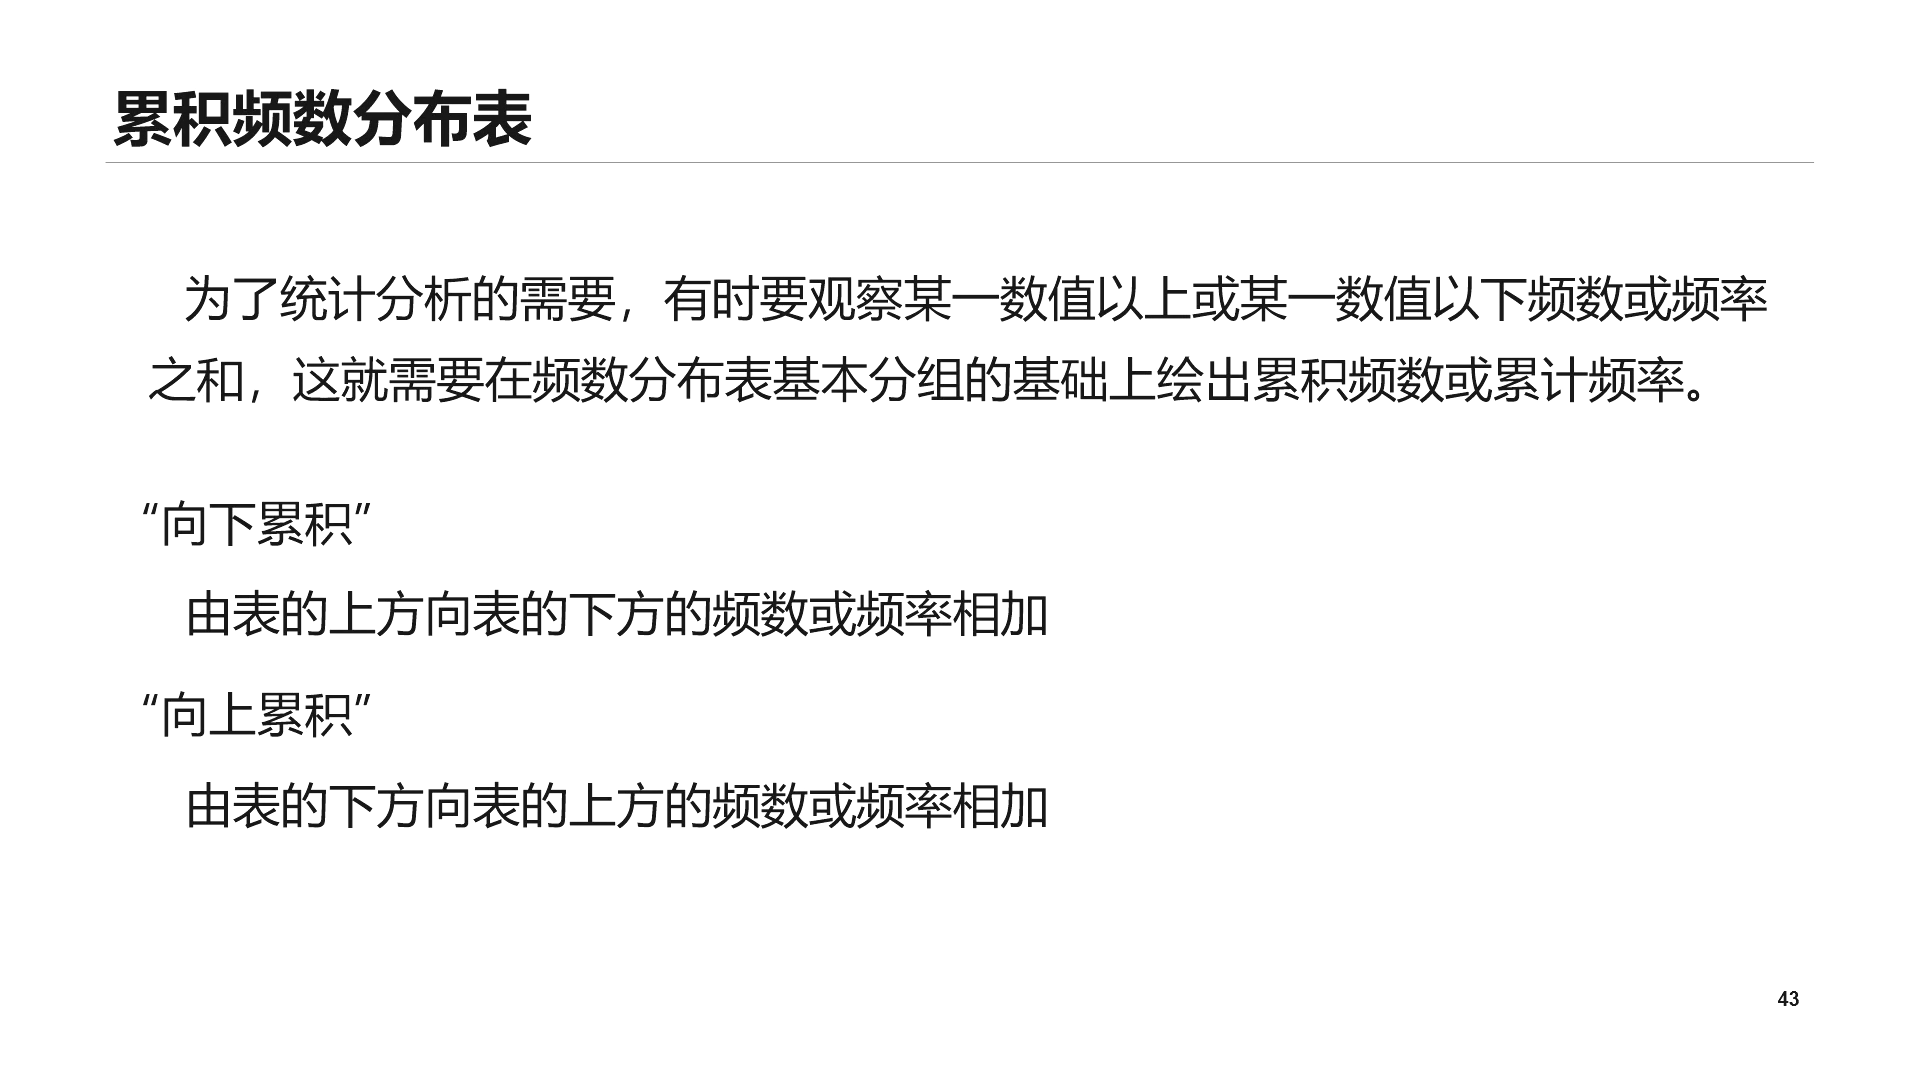 累积频数分布表
为了统计分析的需要，有时要观察某一数值以上或某一数值以下频数或频率
之和，这就需要在频数分布表基本分组的基础上绘出累积频数或累计频率。
“向下累积”
由表的上方向表的下方的频数或频率相加
“向上累积”
由表的下方向表的上方的频数或频率相加
43